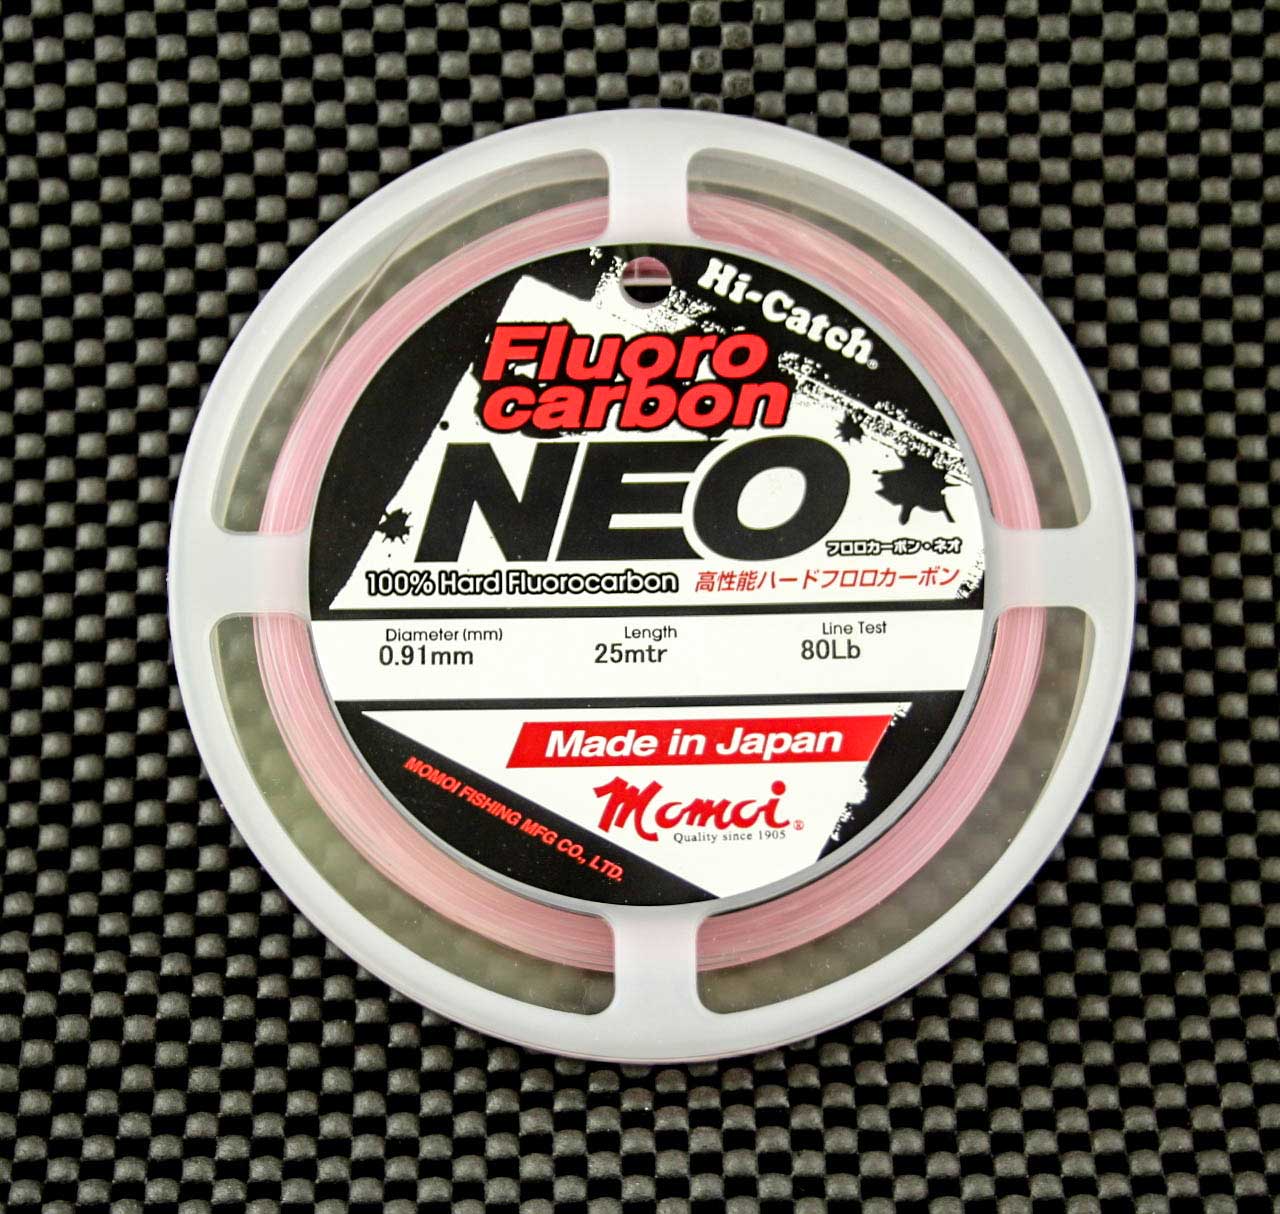 Hi-Catch®
Fluoro
carbon
NEO
フロロカーボン・ネオ
100% Hard Fluorocarbon 高性能ハードフロロカーボン
Diameter (mm) Length Line Test
0.91mm 25mtr 80Lb
Made in Japan
Momoi®
Quality since 1905
MOMOI FISHING MFG CO., LTD.